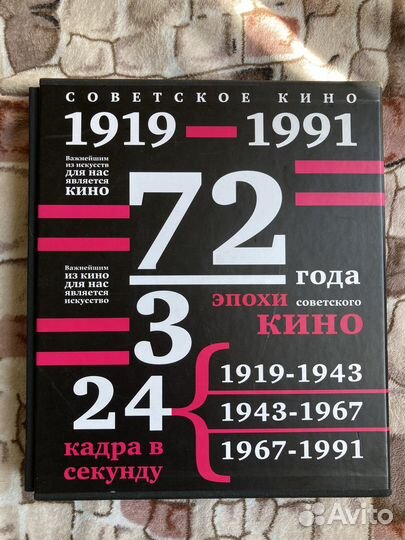 СОВЕТСКОЕ КИНО
1919 — 1991
Важнейшим
из искусств
для нас
является
кино
72
года
Важнейшим
из кино
для нас
является
искусство
3
эпохи советского
кино
24
1919-1943
1943-1967
1967-1991
кадра в
секунду
Avito